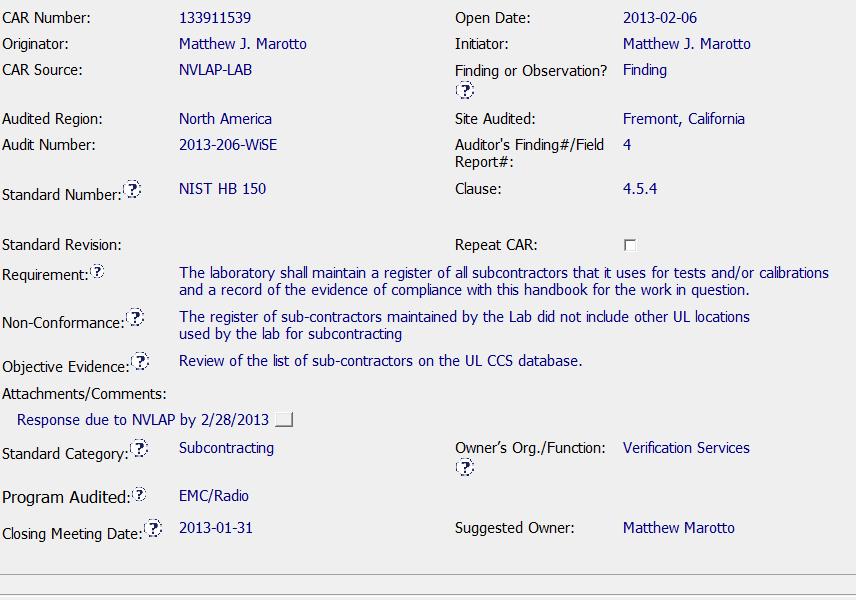 CAR Number: 133911539 Open Date: 2013-02-06
Originator: Matthew J. Marotto Initiator: Matthew J. Marotto
CAR Source: NVLAP-LAB Finding or Observation? Finding
?
Audited Region: North America Site Audited: Fremont, California
Audit Number: 2013-206-WiSE Auditor's Finding#/Field 4
Report#:
Standard Number: ? NIST HB 150 Clause: 4.5.4
Standard Revision: Repeat CAR:
Requirement: ? The laboratory shall maintain a register of all subcontractors that it uses for tests and/or calibrations
and a record of the evidence of compliance with this handbook for the work in question.
Non-Conformance: ? The register of sub-contractors maintained by the Lab did not include other UL locations
used by the lab for subcontracting
Objective Evidence: ? Review of the list of sub-contractors on the UL CCS database.
Attachments/Comments:
Response due to NVLAP by 2/28/2013
Standard Category: ? Subcontracting Owner's Org./Function: Verification Services
?
Program Audited: ? EMC/Radio
Closing Meeting Date: ? 2013-01-31 Suggested Owner: Matthew Marotto